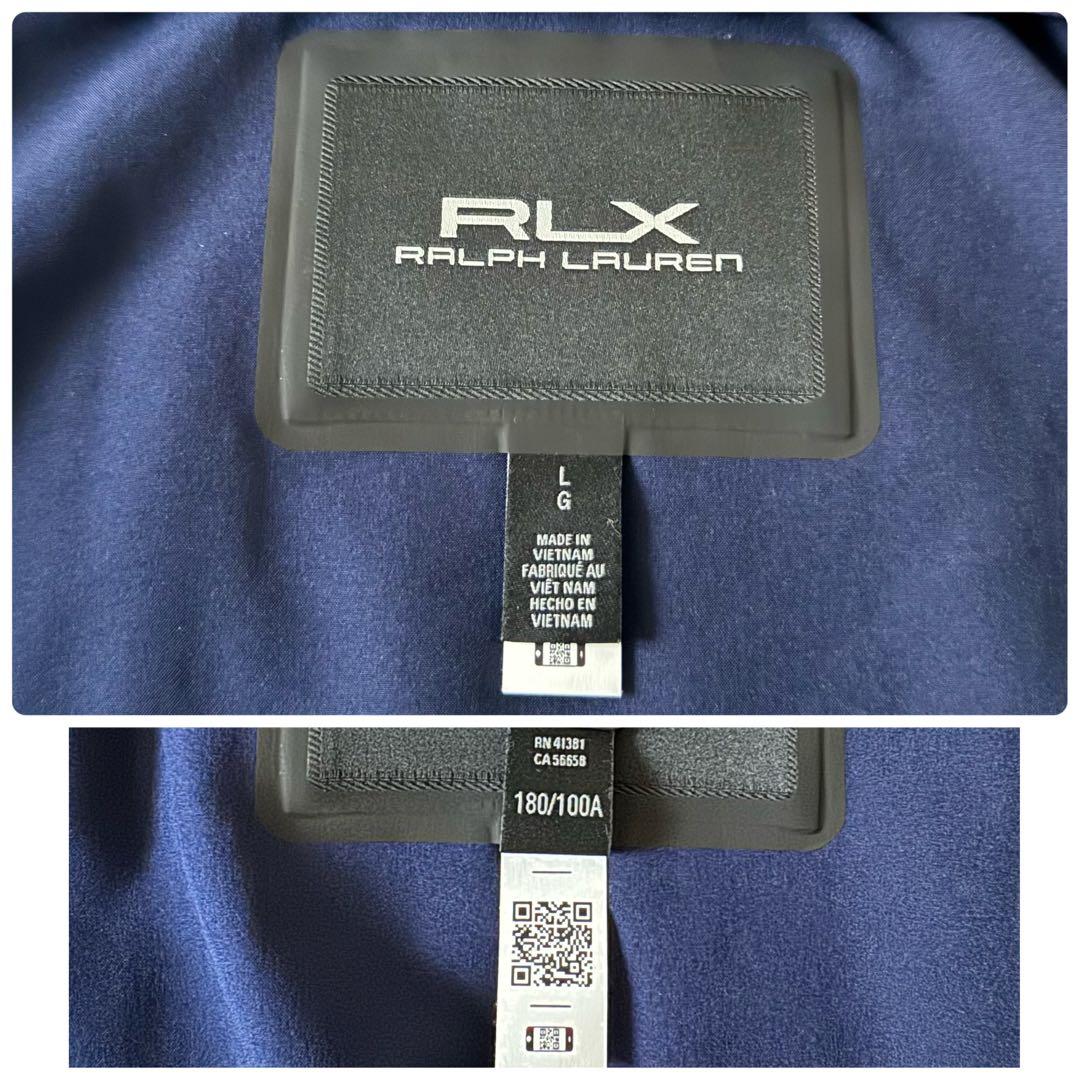 RLX
RALPH LAUREN
L
G
MADE IN
VIETNAM
FABRIQUÉ AU
VIÊT NAM
HECHO EN
VIETNAM
RN 41381
CA 56658
180/100A